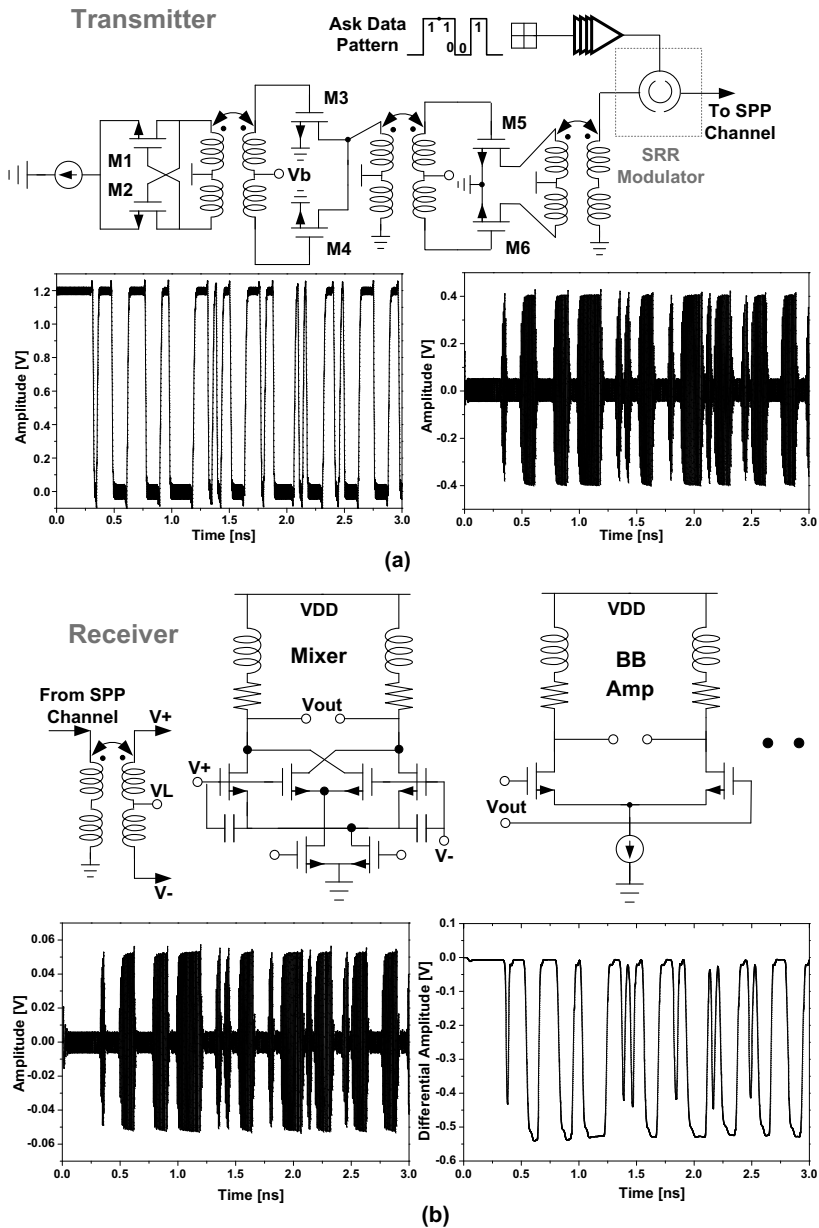 Transmitter
Ask Data
Pattern
1 1 0 0 1
M3
M5
To SPP
Channel
M1
Vb
SRR
Modulator
M2
M4
M6
Amplitude [V]
1.2
1.0
0.8
0.6
0.4
0.2
0.0
0.0 0.5 1.0 1.5 2.0 2.5 3.0
Time [ns]
Amplitude [V]
0.4
0.2
0.0
-0.2
-0.4
0.0 0.5 1.0 1.5 2.0 2.5 3.0
Time [ns]
(a)
Receiver
From SPP
Channel
V+
VL
V-
VDD
Mixer
Vout
V+
V-
VDD
BB
Amp
Vout
Amplitude [V]
0.06
0.04
0.02
0.00
-0.02
-0.04
-0.06
0.0 0.5 1.0 1.5 2.0 2.5 3.0
Time [ns]
Differential Amplitude [V]
0.1
0.0
-0.1
-0.2
-0.3
-0.4
-0.5
-0.6
0.0 0.5 1.0 1.5 2.0 2.5 3.0
Time [ns]
(b)